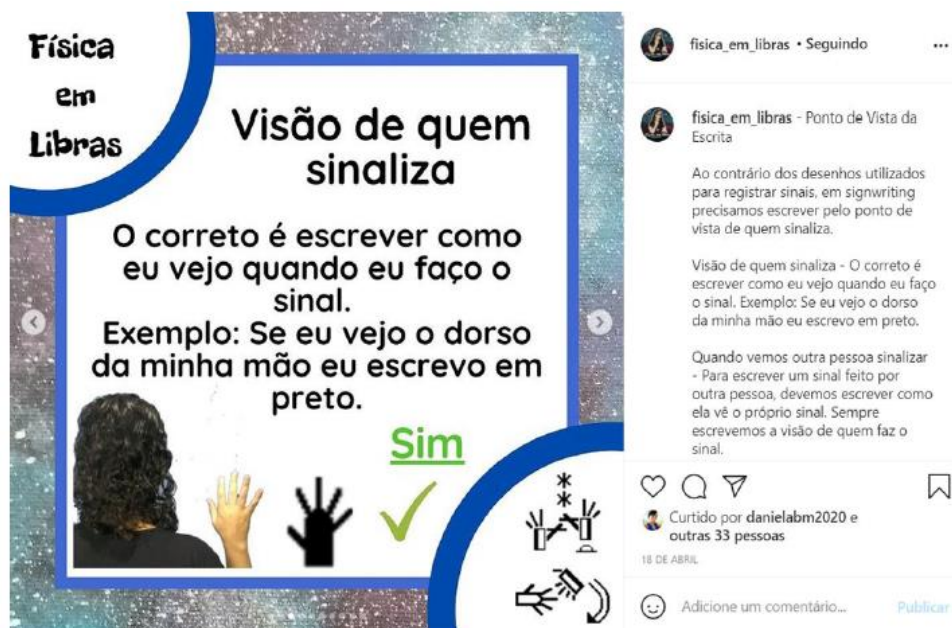 Física
em
Libras
Visão de quem
sinaliza
O correto é escrever como
eu vejo quando eu faço o
sinal.
Exemplo: Se eu vejo o dorso
da minha mão eu escrevo em
preto.
Sim
fisica_em_libras • Seguindo
fisica_em_libras - Ponto de Vista da
Escrita
Ao contrário dos desenhos utilizados
para registrar sinais, em signwriting
precisamos escrever pelo ponto de
vista de quem sinaliza.
Visão de quem sinaliza - O correto é
escrever como eu vejo quando eu faço
o sinal. Exemplo: Se eu vejo o dorso
da minha mão eu escrevo em preto.
Quando vemos outra pessoa sinalizar
- Para escrever um sinal feito por
outra pessoa, devemos escrever como
ela vê o próprio sinal. Sempre
escrevemos a visão de quem faz o
sinal.
Curtido por danielabm2020 e
outras 33 pessoas
18 DE ABRIL
Adicione um comentário... Publicar